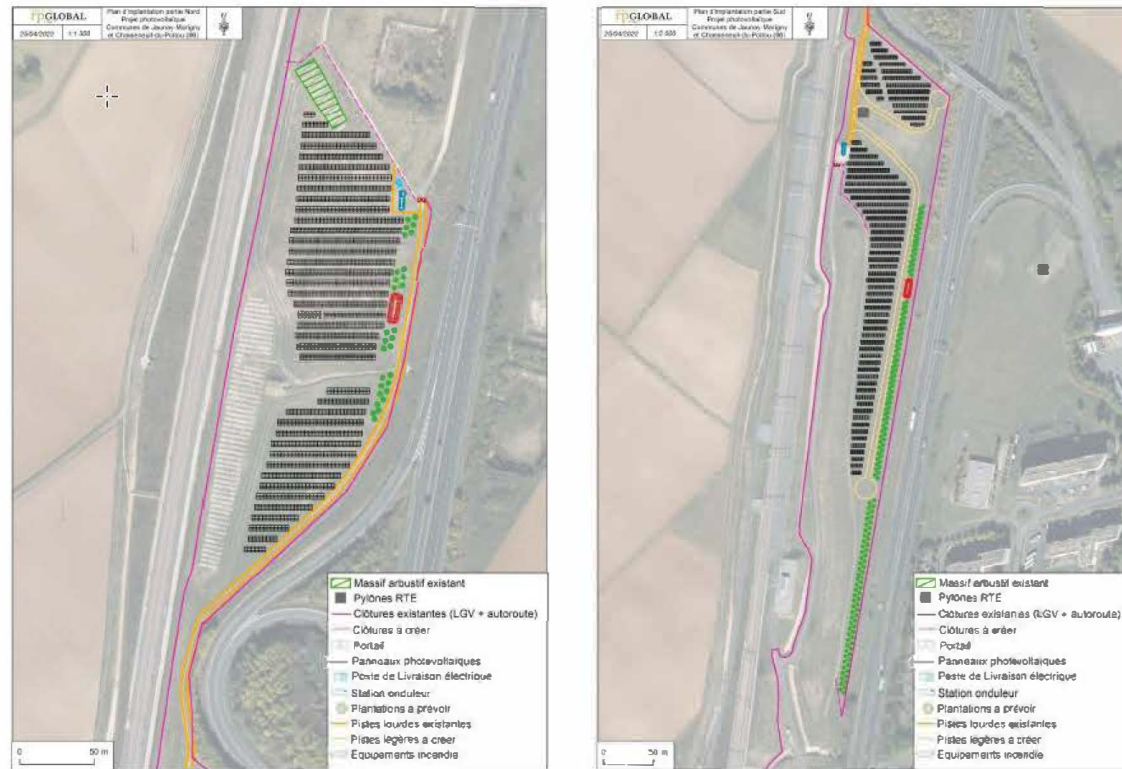 rpGLOBAL
Plan d'implantation partie Nord
Projet photovoltaïque
Communes de Jaunay-Marigny
et Chasseneuil-du-Poitou (86)
25/04/2022
0 50 m
Massif arbustif existant
Pylônes RTE
Clôtures existantes (LGV + autoroute)
Clôtures à créer
Portail
Panneaux photovoltaïques
Poste de Livraison électrique
Station onduleur
Plantations à prévoir
Pistes lourdes existantes
Pistes légères à créer
Equipements incendie
rpGLOBAL
Plan d'implantation partie Sud
Projet photovoltaïque
Communes de Jaunay-Marigny
et Chasseneuil-du-Poitou (86)
25/04/2022
0 50 m
Massif arbustif existant
Pylônes RTE
Clôtures existantes (LGV + autoroute)
Clôtures à créer
Portail
Panneaux photovoltaïques
Poste de Livraison électrique
Station onduleur
Plantations à prévoir
Pistes lourdes existantes
Pistes légères à créer
Equipements incendie